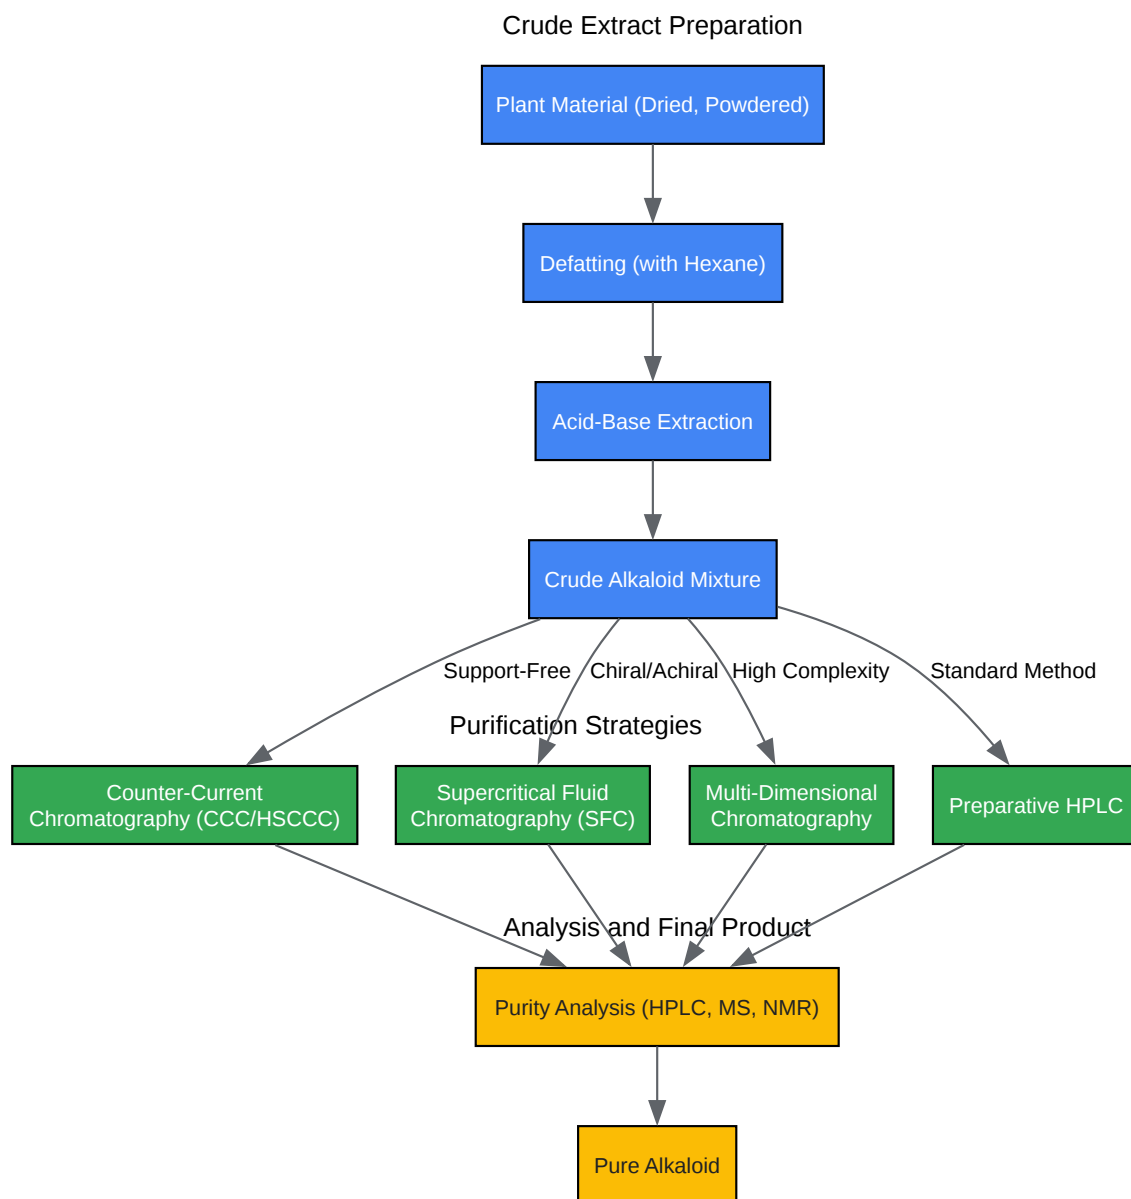 Crude Extract Preparation
Plant Material (Dried, Powdered)
Defatting (with Hexane)
Acid-Base Extraction
Crude Alkaloid Mixture
Support-Free
Chiral/Achiral
High Complexity
Standard Method
Purification Strategies
Counter-Current
Chromatography (CCC/HSCCC)
Supercritical Fluid
Chromatography (SFC)
Multi-Dimensional
Chromatography
Preparative HPLC
Analysis and Final Product
Purity Analysis (HPLC, MS, NMR)
Pure Alkaloid